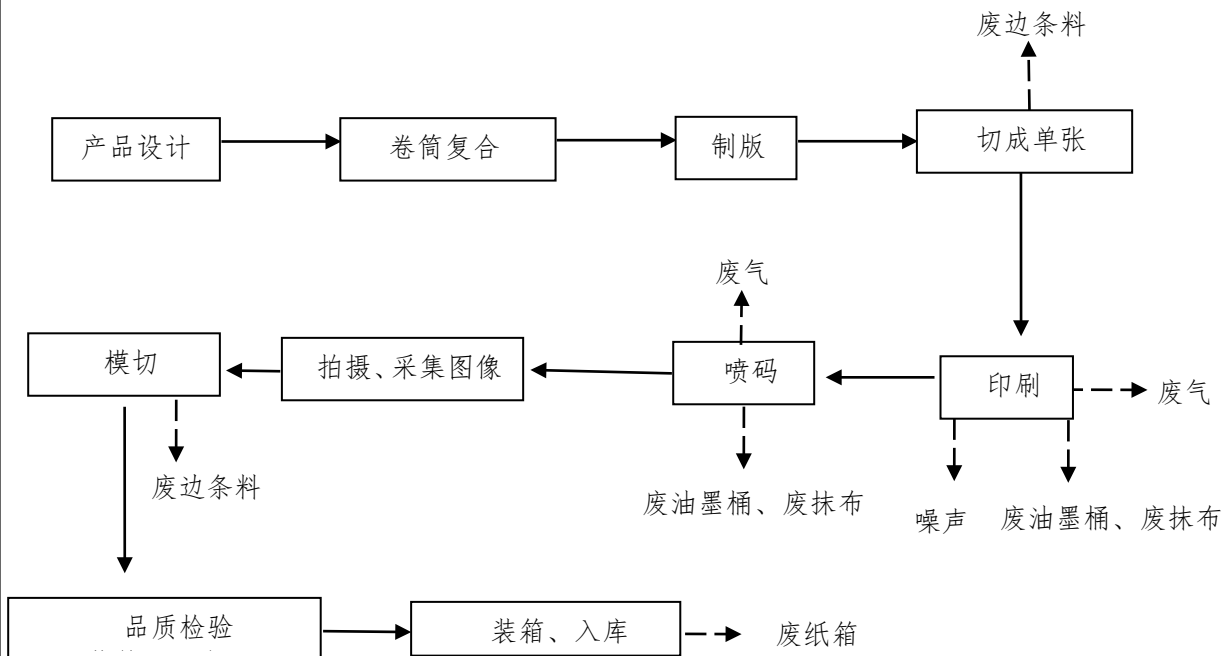 废边条料
产品设计
卷筒复合
制版
切成单张
废气
模切
拍摄、采集图像
喷码
印刷
废气
废边条料
废油墨桶、废抹布
噪声
废油墨桶、废抹布
品质检验
装箱、入库
废纸箱